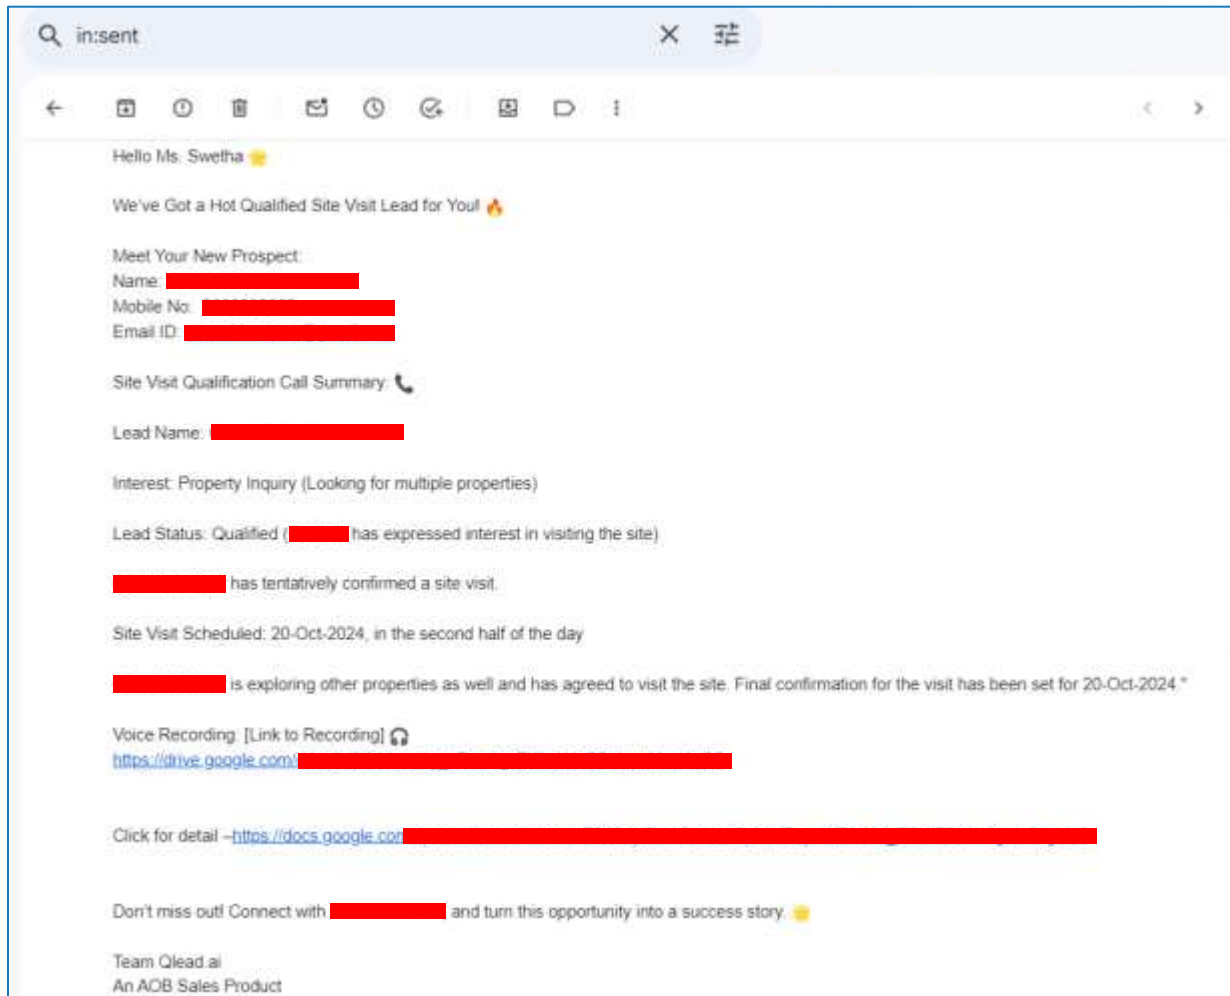 in:sent
Hello Ms. Swetha
We've Got a Hot Qualified Site Visit Lead for You!
Meet Your New Prospect:
Name:
Mobile No:
Email ID:
Site Visit Qualification Call Summary:
Lead Name:
Interest: Property Inquiry (Looking for multiple properties)
Lead Status: Qualified ( has expressed interest in visiting the site)
has tentatively confirmed a site visit.
Site Visit Scheduled: 20-Oct-2024, in the second half of the day
is exploring other properties as well and has agreed to visit the site. Final confirmation for the visit has been set for 20-Oct-2024."
Voice Recording: [Link to Recording]
https://drive.google.com/
Click for detail –https://docs.google.com
Don't miss out! Connect with and turn this opportunity into a success story.
Team Qlead.ai
An AOB Sales Product